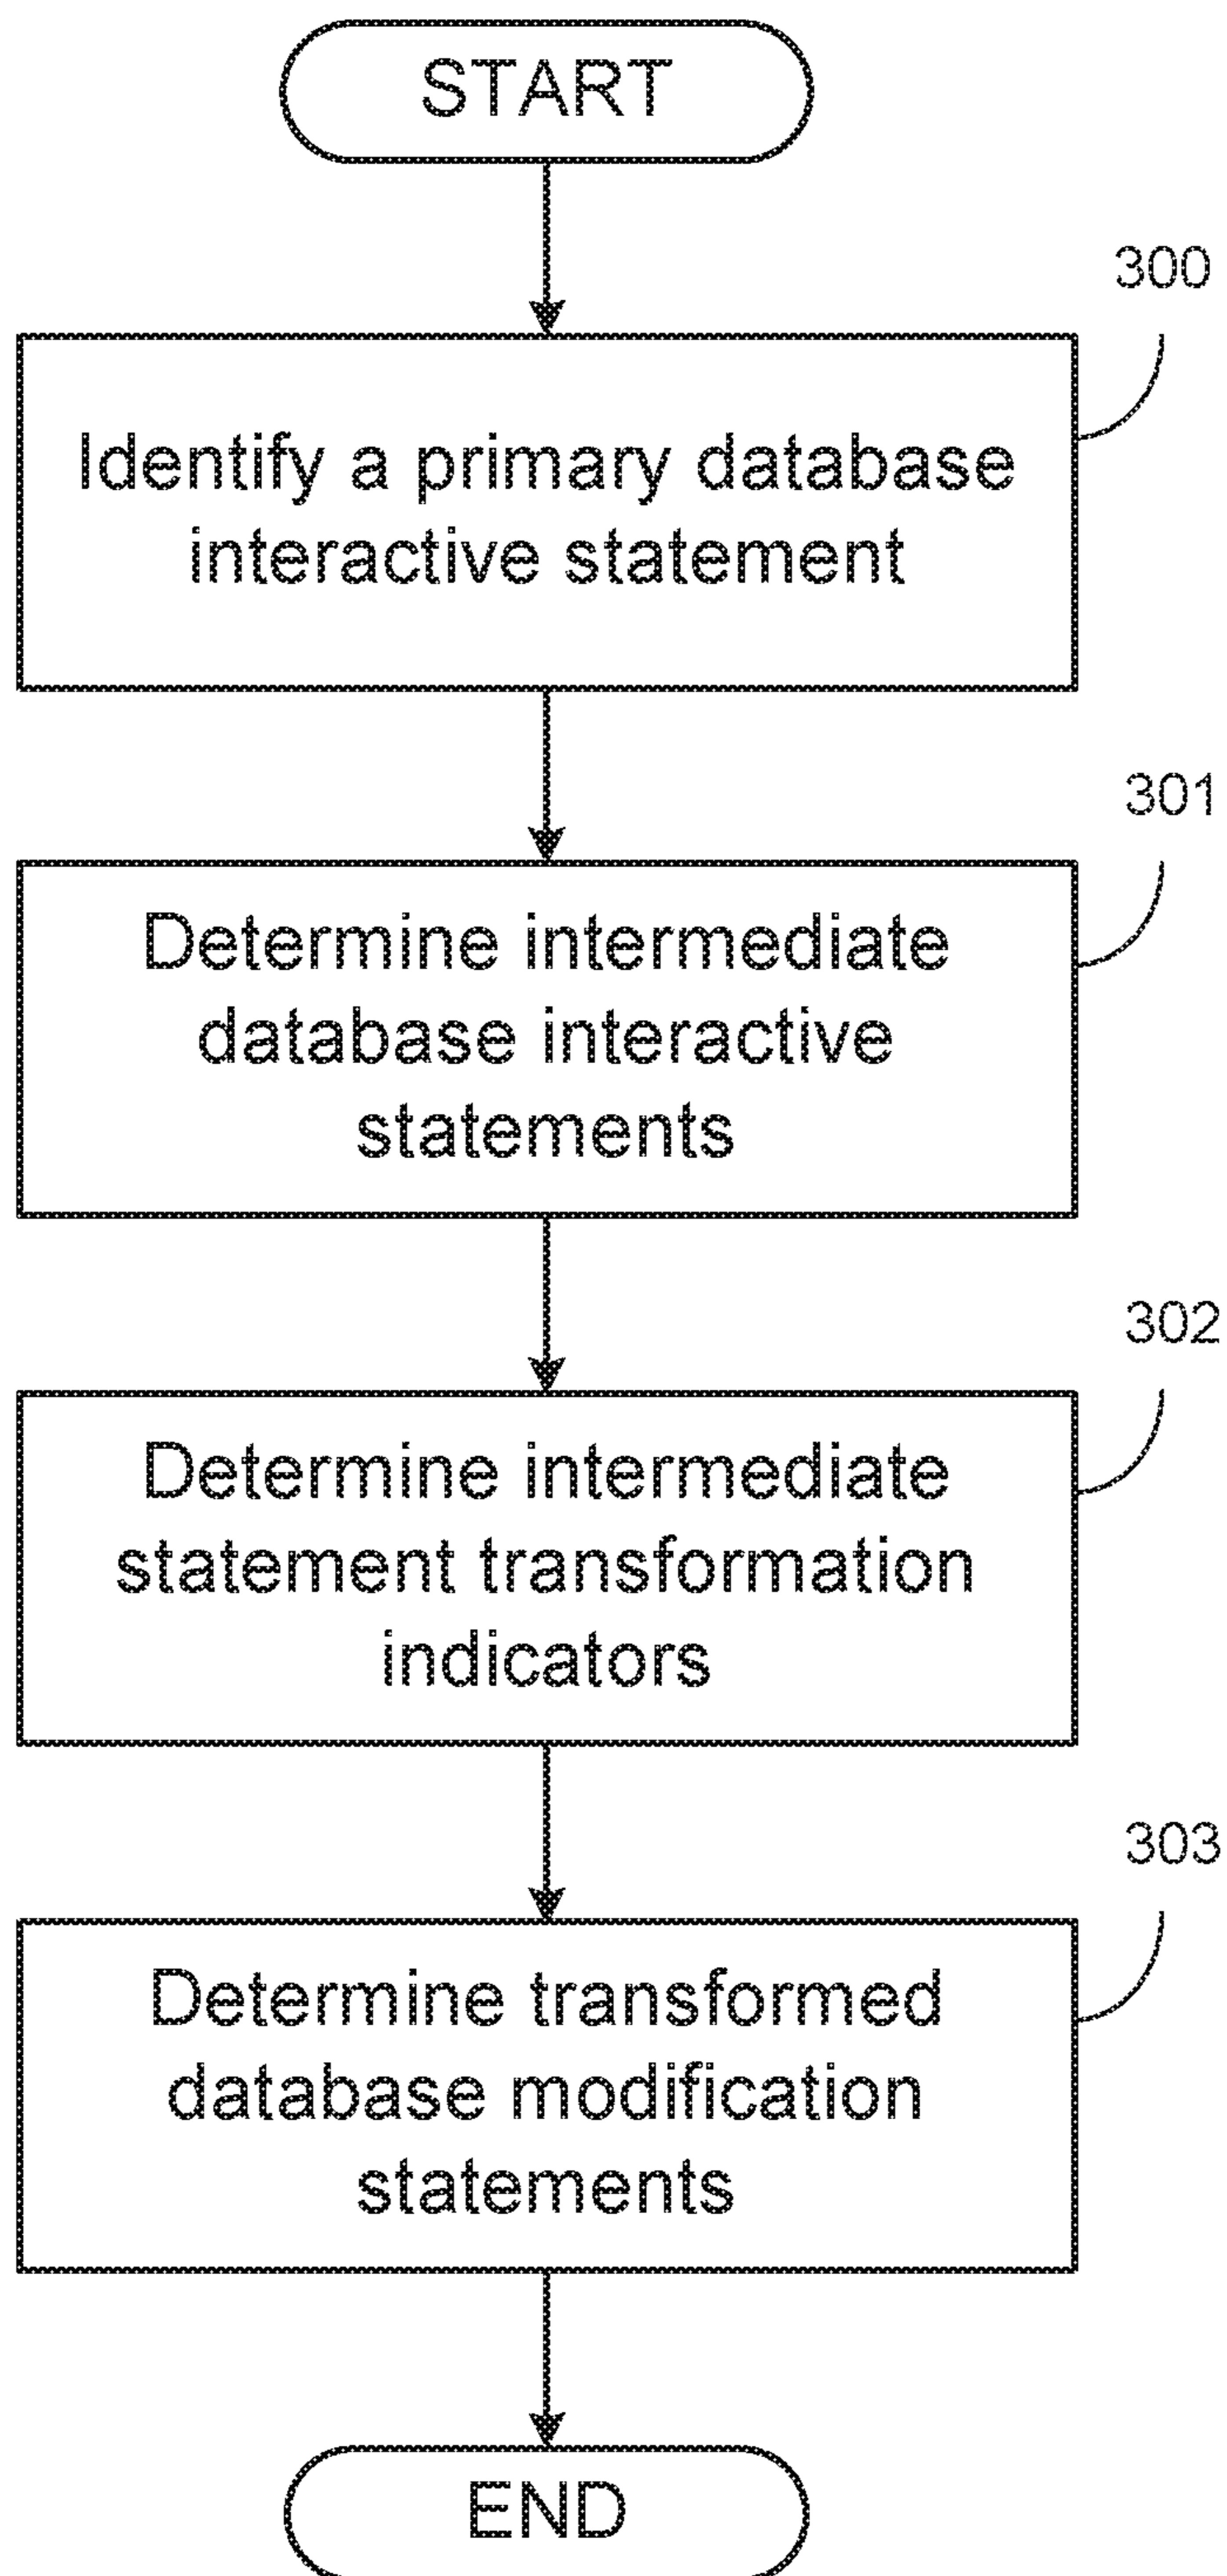 START
300
Identify a primary database
interactive statement
301
Determine intermediate
database interactive
statements
302
Determine intermediate
statement transformation
indicators
303
Determine transformed
database modification
statements
END